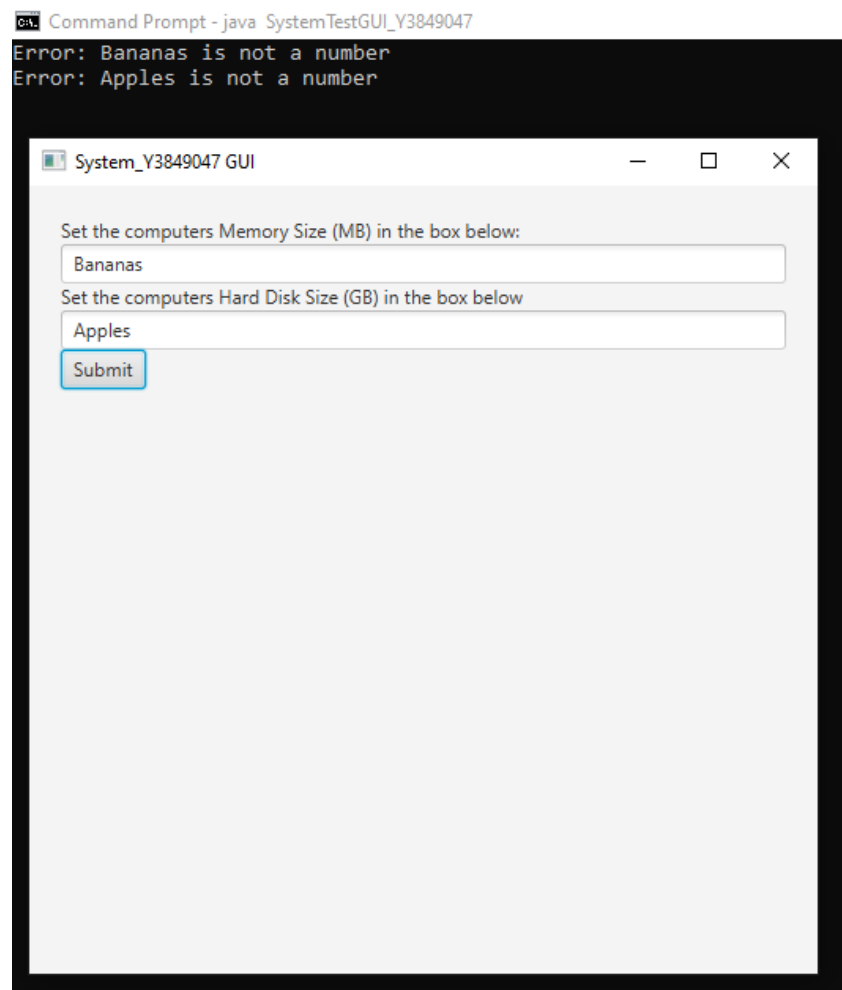 Command Prompt - java  SystemTestGUI_Y3849047
Error: Bananas is not a number
Error: Apples is not a number
System_Y3849047 GUI
Set the computers Memory Size (MB) in the box below:
Bananas
Set the computers Hard Disk Size (GB) in the box below
Apples
Submit